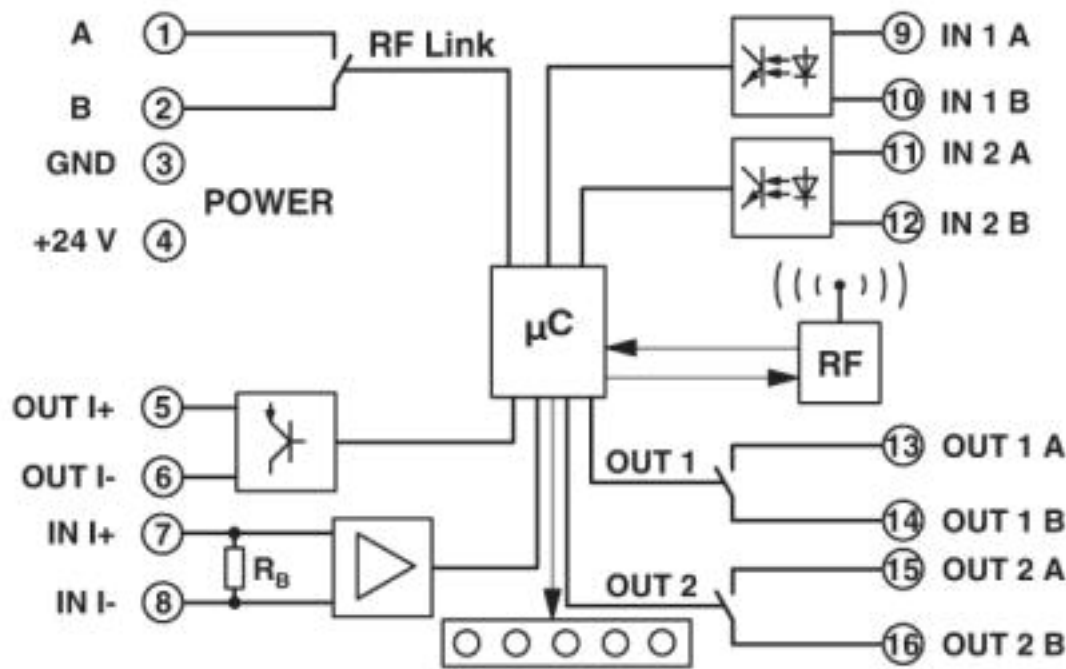 A 1 RF Link 9 IN 1 A
B 2 10 IN 1 B
GND 3 11 IN 2 A
POWER
+24 V 4 12 IN 2 B
µC
RF
OUT I+ 5
OUT 1 13 OUT 1 A
OUT I- 6
IN I+ 7 14 OUT 1 B
RB
OUT 2 15 OUT 2 A
IN I- 8
16 OUT 2 B